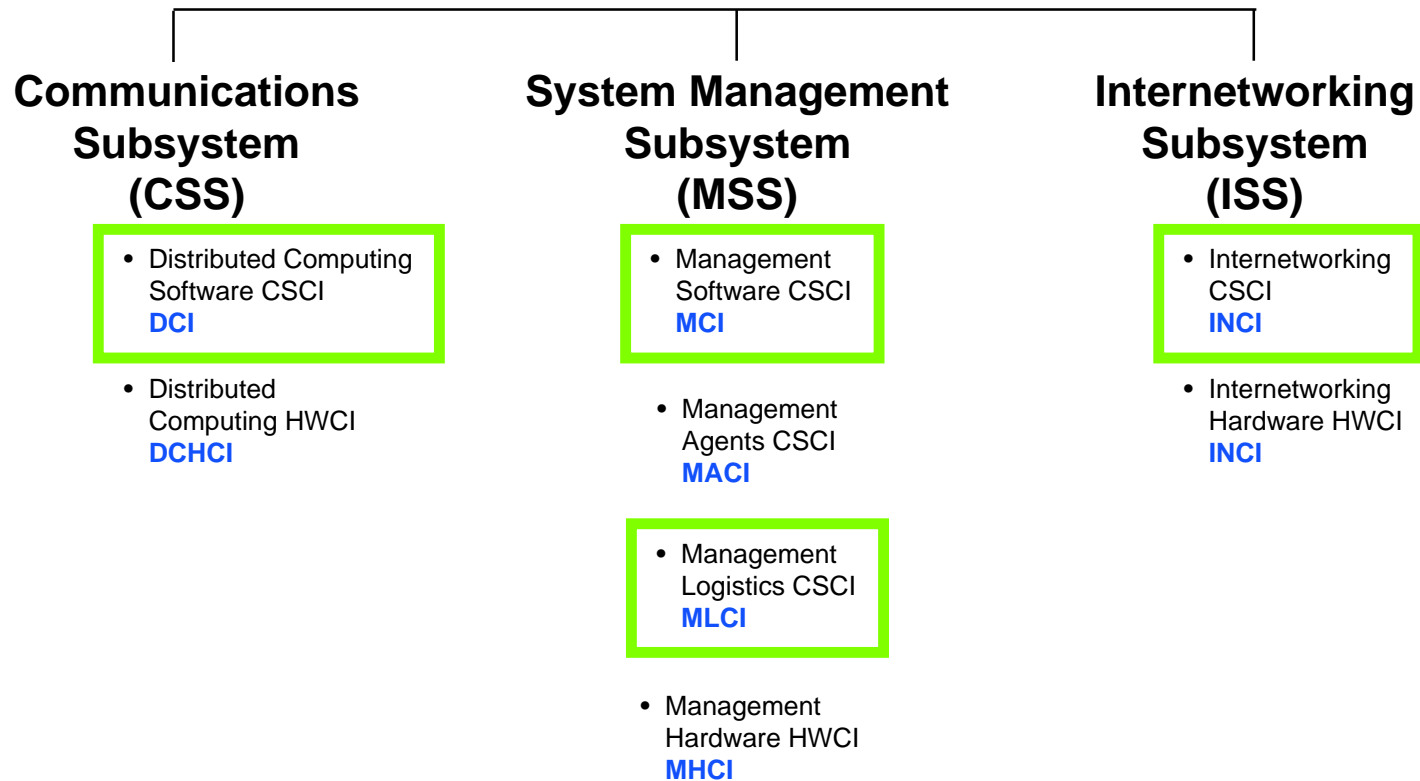 Communications
Subsystem
(CSS)
• Distributed Computing
Software CSCI
DCI
• Distributed
Computing HWCI
DCHCI
System Management
Subsystem
(MSS)
• Management
Software CSCI
MCI
• Management
Agents CSCI
MACI
• Management
Logistics CSCI
MLCI
• Management
Hardware HWCI
MHCI
Internetworking
Subsystem
(ISS)
• Internetworking
CSCI
INCI
• Internetworking
Hardware HWCI
INCI